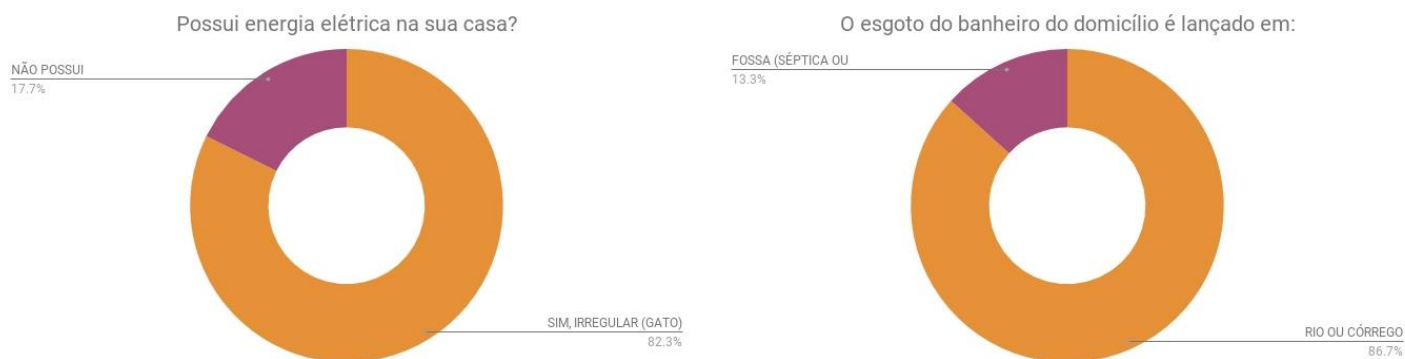 Possui energia elétrica na sua casa?
NÃO POSSUI
17.7%
SIM, IRREGULAR (GATO)
82.3%
O esgoto do banheiro do domicílio é lançado em:
FOSSA (SÉPTICA OU
13.3%
RIO OU CÓRREGO
86.7%